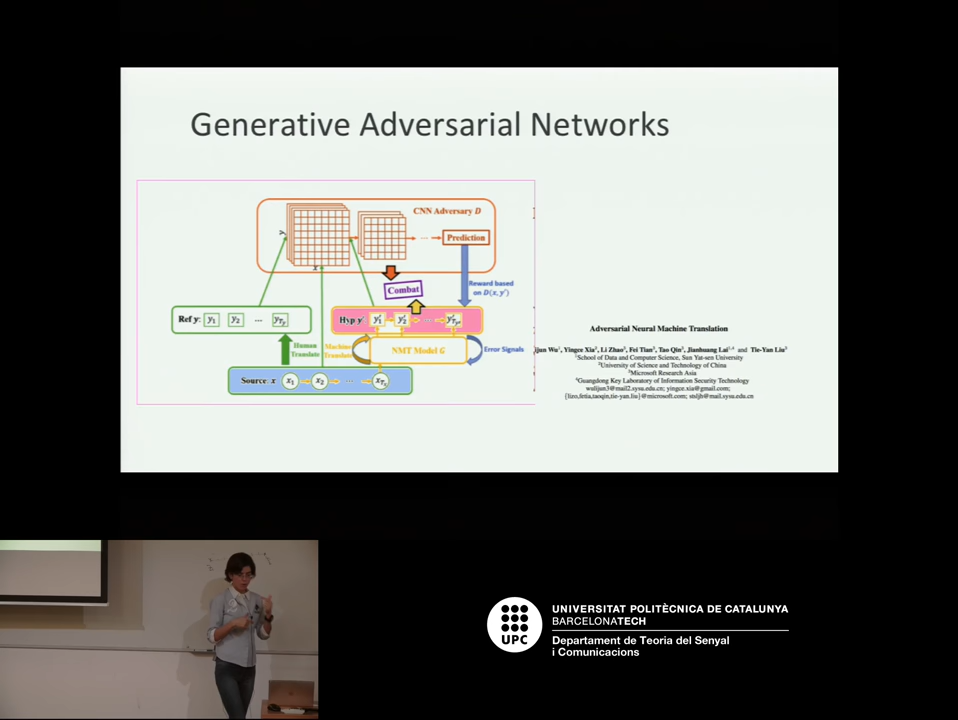 Generative Adversarial Networks
CNN Adversary D
y
x
...
Prediction
Combat
Reward based
on D(x, y')
Ref y: y1 y2 ... yTy
Hyp y' y'1 y'2 ... y'Ty'
Human
Translate
Machine
Translate
NMT Model G
Error Signals
Source: x x1 x2 ... xTx
Adversarial Neural Machine Translation
Yingce Xia², Li Zhao³, Fei Tian³, Tao Qin³, Jianhuang Lai¹,⁴ and Tie-Yan Liu³
¹School of Data and Computer Science, Sun Yat-sen University
²University of Science and Technology of China
³Microsoft Research Asia
⁴Guangdong Key Laboratory of Information Security Technology
wulijun3@mail2.sysu.edu.cn; yingce.xia@gmail.com;
{lizo,fetia,taoqin,tie-yan.liu}@microsoft.com; stsljh@mail.sysu.edu.cn
UPC
UNIVERSITAT POLITÈCNICA DE CATALUNYA
BARCELONATECH
Departament de Teoria del Senyal
i Comunicacions